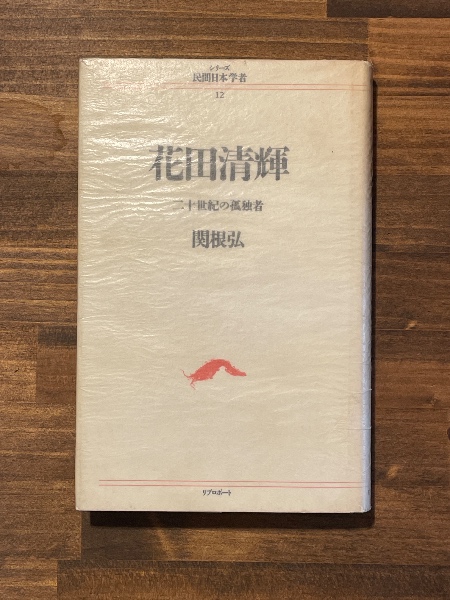 シリーズ
民間日本学者
12
花田清輝
二十世紀の孤独者
関根弘
リブロポート